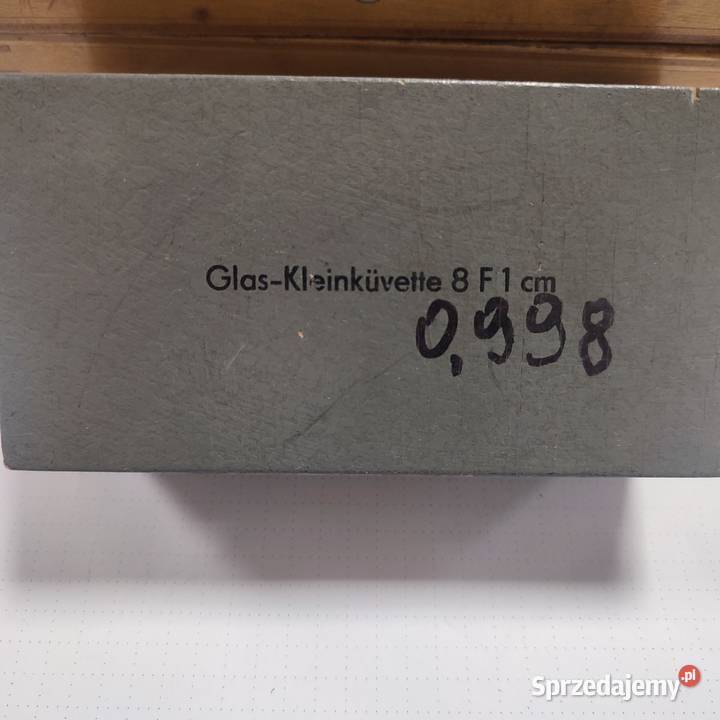 Glas-Kleinküvette 8 F 1 cm
0,998
Sprzedajemy.pl